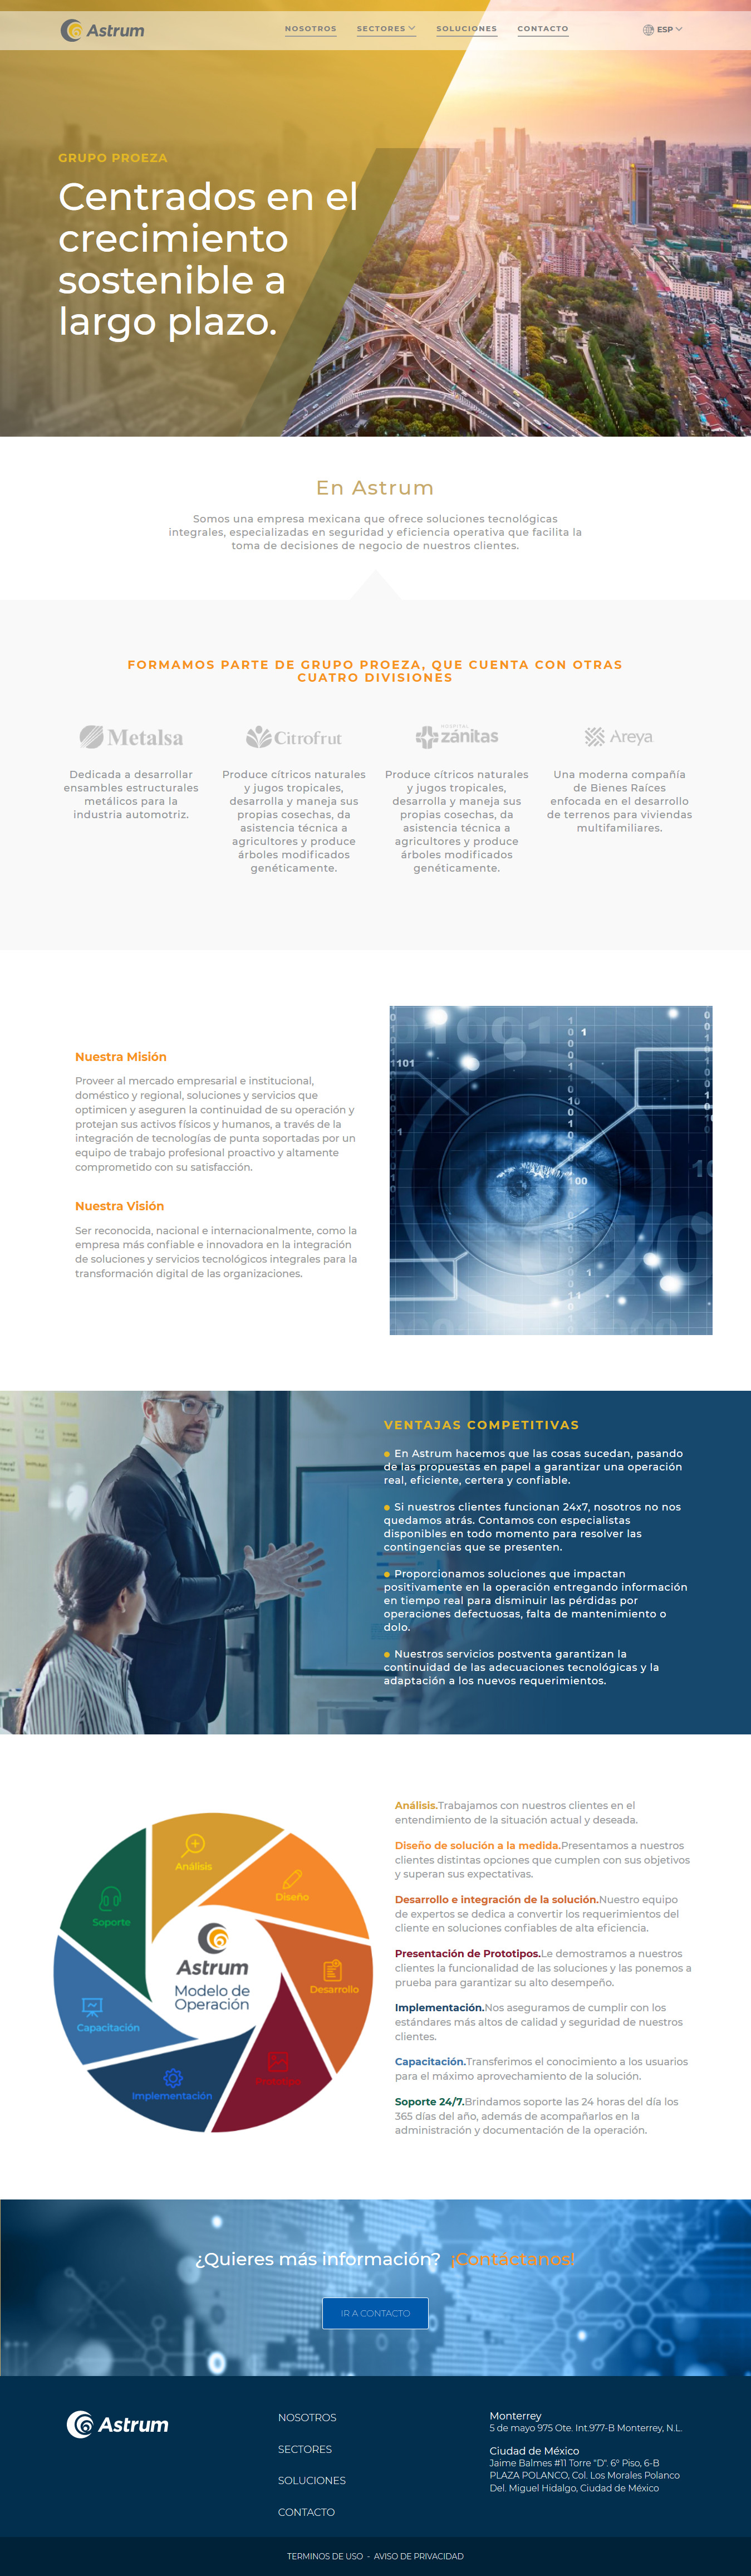 Astrum
NOSOTROS
SECTORES
SOLUCIONES
CONTACTO
ESP
GRUPO PROEZA
Centrados en el
crecimiento
sostenible a
largo plazo.
En Astrum
Somos una empresa mexicana que ofrece soluciones tecnológicas
integrales, especializadas en seguridad y eficiencia operativa que facilita la
toma de decisiones de negocio de nuestros clientes.
FORMAMOS PARTE DE GRUPO PROEZA, QUE CUENTA CON OTRAS
CUATRO DIVISIONES
Metalsa
Dedicada a desarrollar
ensambles estructurales
metálicos para la
industria automotriz.
Citrofrut
Produce cítricos naturales
y jugos tropicales,
desarrolla y maneja sus
propias cosechas, da
asistencia técnica a
agricultores y produce
árboles modificados
genéticamente.
HOSPITAL
zánitas
Produce cítricos naturales
y jugos tropicales,
desarrolla y maneja sus
propias cosechas, da
asistencia técnica a
agricultores y produce
árboles modificados
genéticamente.
Areya
Una moderna compañía
de Bienes Raíces
enfocada en el desarrollo
de terrenos para viviendas
multifamiliares.
Nuestra Misión
Proveer al mercado empresarial e institucional,
doméstico y regional, soluciones y servicios que
optimicen y aseguren la continuidad de su operación y
protejan sus activos físicos y humanos, a través de la
integración de tecnologías de punta soportadas por un
equipo de trabajo profesional proactivo y altamente
comprometido con su satisfacción.
Nuestra Visión
Ser reconocida, nacional e internacionalmente, como la
empresa más confiable e innovadora en la integración
de soluciones y servicios tecnológicos integrales para la
transformación digital de las organizaciones.
VENTAJAS COMPETITIVAS
● En Astrum hacemos que las cosas sucedan, pasando
de las propuestas en papel a garantizar una operación
real, eficiente, certera y confiable.
● Si nuestros clientes funcionan 24x7, nosotros no nos
quedamos atrás. Contamos con especialistas
disponibles en todo momento para resolver las
contingencias que se presenten.
● Proporcionamos soluciones que impactan
positivamente en la operación entregando información
en tiempo real para disminuir las pérdidas por
operaciones defectuosas, falta de mantenimiento o
dolo.
● Nuestros servicios postventa garantizan la
continuidad de las adecuaciones tecnológicas y la
adaptación a los nuevos requerimientos.
Análisis
Diseño
Soporte
Astrum
Modelo de
Operación
Desarrollo
Capacitación
Implementación
Análisis.Trabajamos con nuestros clientes en el
entendimiento de la situación actual y deseada.
Diseño de solución a la medida.Presentamos a nuestros
clientes distintas opciones que cumplen con sus objetivos
y superan sus expectativas.
Desarrollo e integración de la solución.Nuestro equipo
de expertos se dedica a convertir los requerimientos del
cliente en soluciones confiables de alta eficiencia.
Presentación de Prototipos.Le demostramos a nuestros
clientes la funcionalidad de las soluciones y las ponemos a
prueba para garantizar su alto desempeño.
Implementación.Nos aseguramos de cumplir con los
estándares más altos de calidad y seguridad de nuestros
clientes.
Capacitación.Transferimos el conocimiento a los usuarios
para el máximo aprovechamiento de la solución.
Soporte 24/7.Brindamos soporte las 24 horas del día los
365 días del año, además de acompañarlos en la
administración y documentación de la operación.
¿Quieres más información? ¡Contáctanos!
IR A CONTACTO
Astrum
NOSOTROS
SECTORES
SOLUCIONES
CONTACTO
Monterrey
5 de mayo 975 Ote. Int.977-B Monterrey, N.L.
Ciudad de México
Jaime Balmes #11 Torre "D". 6º Piso, 6-B
PLAZA POLANCO, Col. Los Morales Polanco
Del. Miguel Hidalgo, Ciudad de México
TERMINOS DE USO - AVISO DE PRIVACIDAD